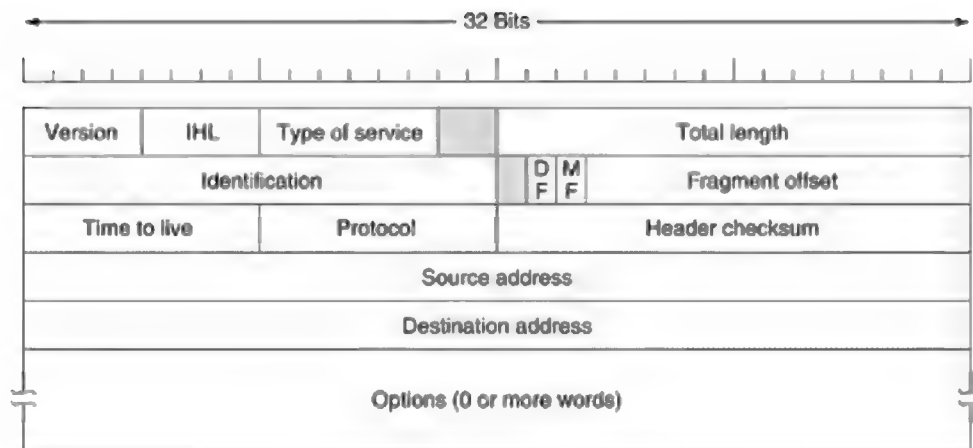 32 Bits
Version IHL Type of service Total length
Identification D F M F Fragment offset
Time to live Protocol Header checksum
Source address
Destination address
Options (0 or more words)